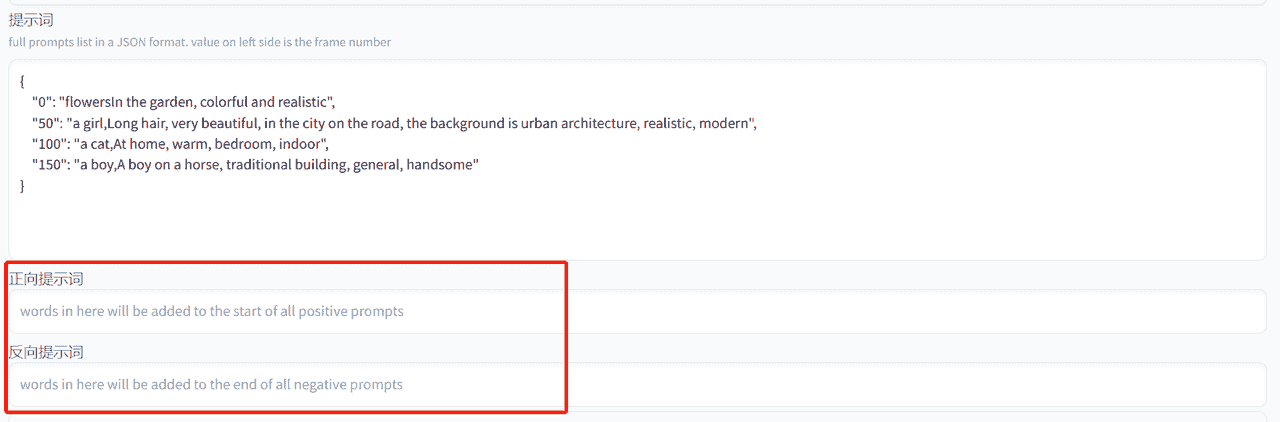 提示词
full prompts list in a JSON format. value on left side is the frame number
{
"0": "flowersIn the garden, colorful and realistic",
"50": "a girl,Long hair, very beautiful, in the city on the road, the background is urban architecture, realistic, modern",
"100": "a cat,At home, warm, bedroom, indoor",
"150": "a boy,A boy on a horse, traditional building, general, handsome"
}
正向提示词
words in here will be added to the start of all positive prompts
反向提示词
words in here will be added to the end of all negative prompts